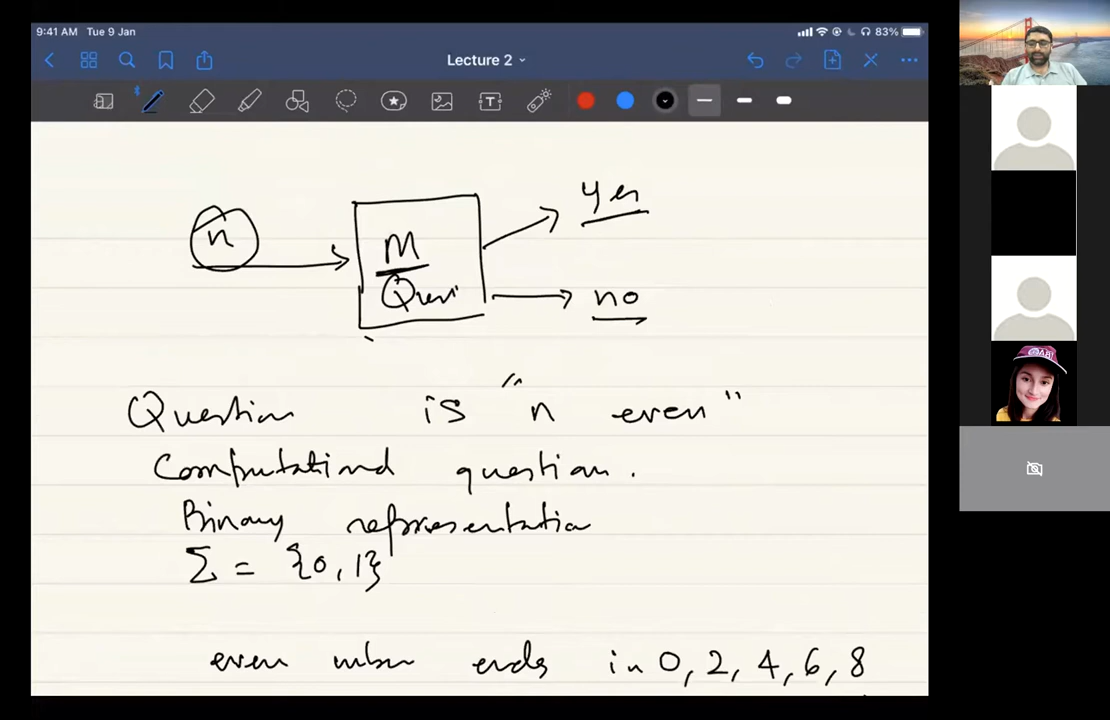 9:41 AM Tue 9 Jan 83%
Lecture 2
n
M
yes
no
Question is "n even"
Computational question.
Binary representation
Σ = {0, 1}
even number ends in 0, 2, 4, 6, 8